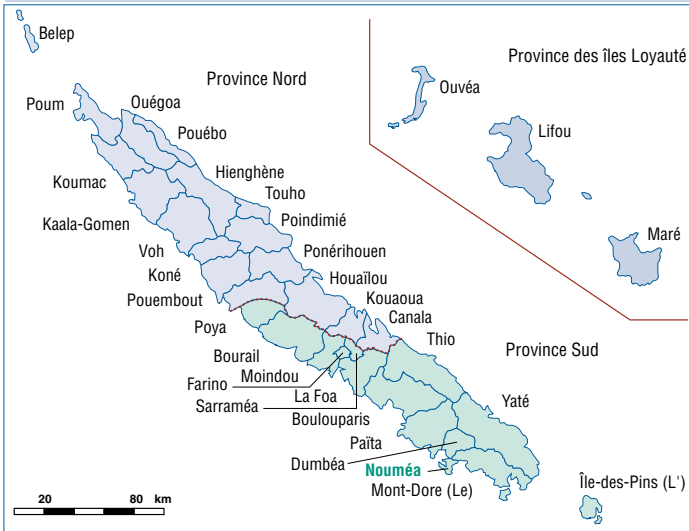 Belep
Province Nord
Province des îles Loyauté
Poum
Ouégoa
Ouvéa
Pouébo
Lifou
Koumac
Hienghène
Touho
Kaala-Gomen
Poindimié
Maré
Voh
Ponérihouen
Koné
Houaïlou
Pouembout
Kouaoua
Canala
Poya
Thio
Province Sud
Bourail
Moindou
Farino
La Foa
Sarraméa
Boulouparis
Yaté
Païta
Dumbéa
Nouméa
Mont-Dore (Le)
Île-des-Pins (L')
20 80 km